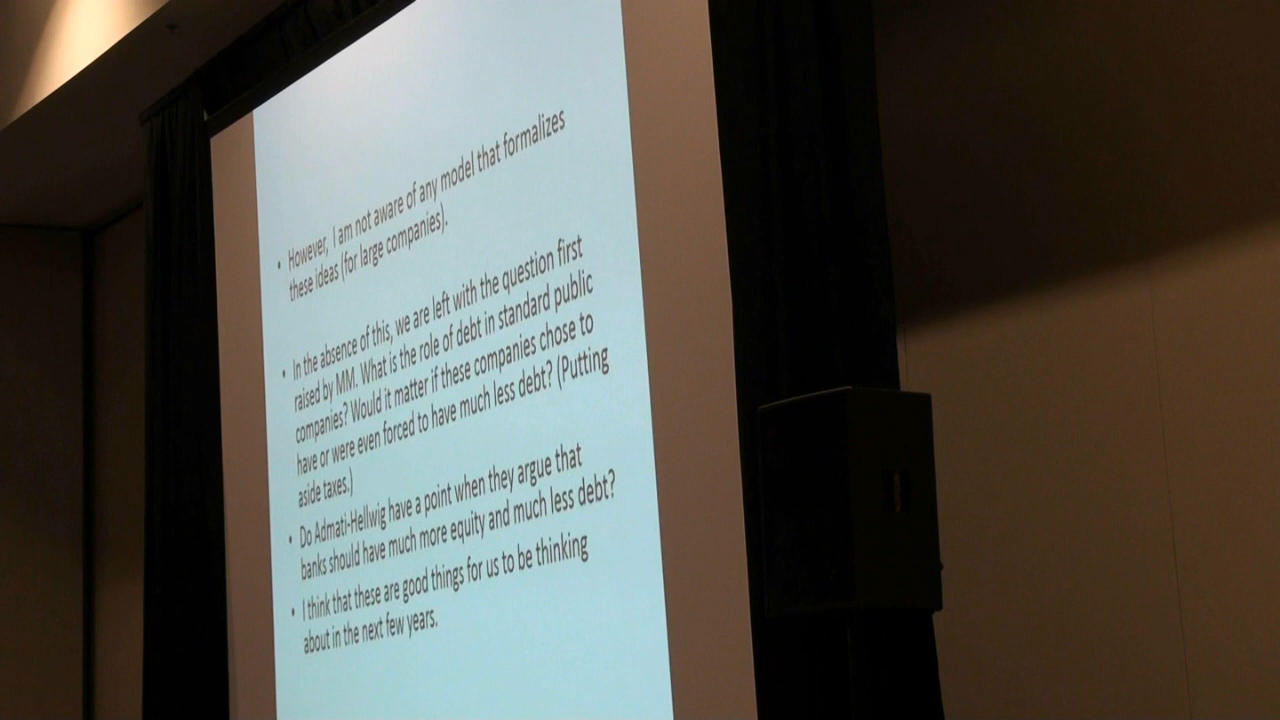 • However, I am not aware of any model that formalizes
these ideas (for large companies).
• In the absence of this, we are left with the question first
raised by MM. What is the role of debt in standard public
companies? Would it matter if these companies chose to
have or were even forced to have much less debt? (Putting
aside taxes.)
• Do Admati-Hellwig have a point when they argue that
banks should have much more equity and much less debt?
• I think that these are good things for us to be thinking
about in the next few years.